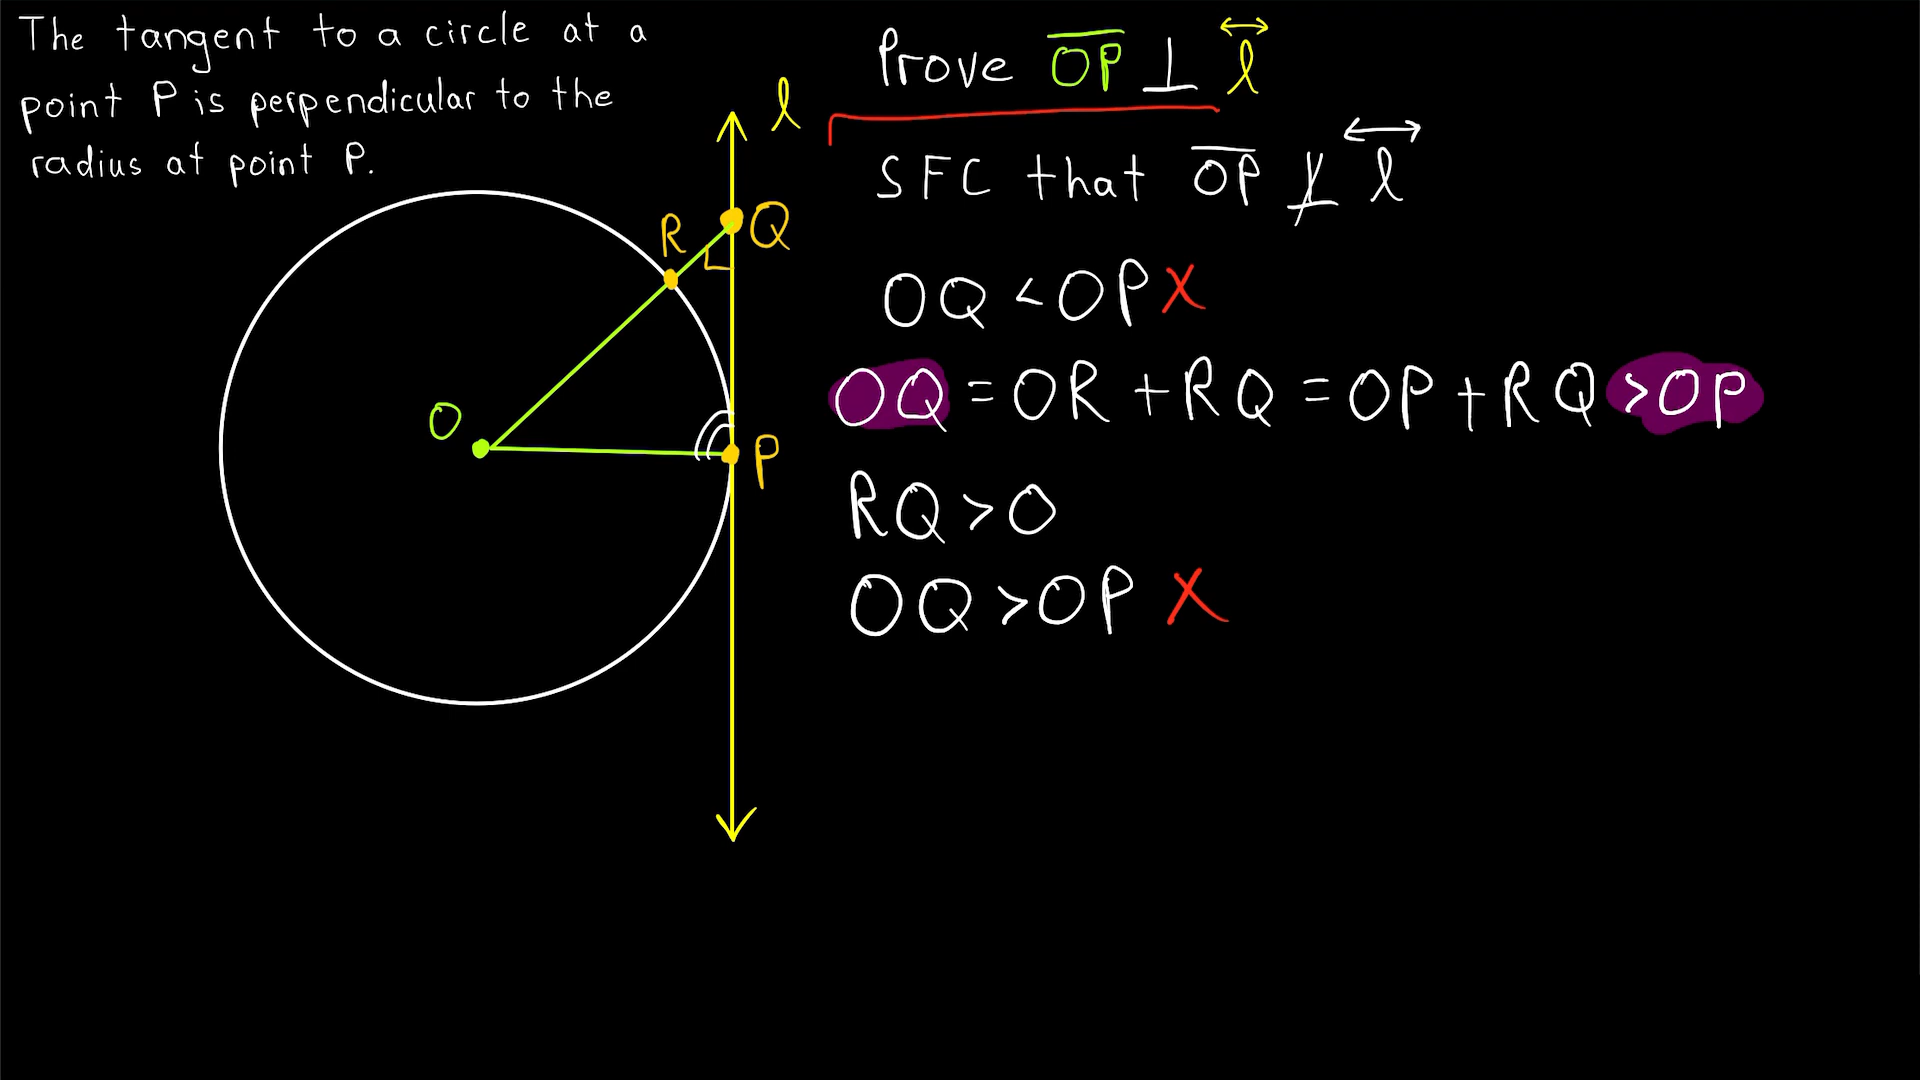 The tangent to a circle at a
point P is perpendicular to the
radius at point P.
l
Q
R
O
P
Prove OP ⊥ l
SFC that OP ⊥̸ l
OQ < OP X
OQ = OR + RQ = OP + RQ > OP
RQ > O
OQ > OP X